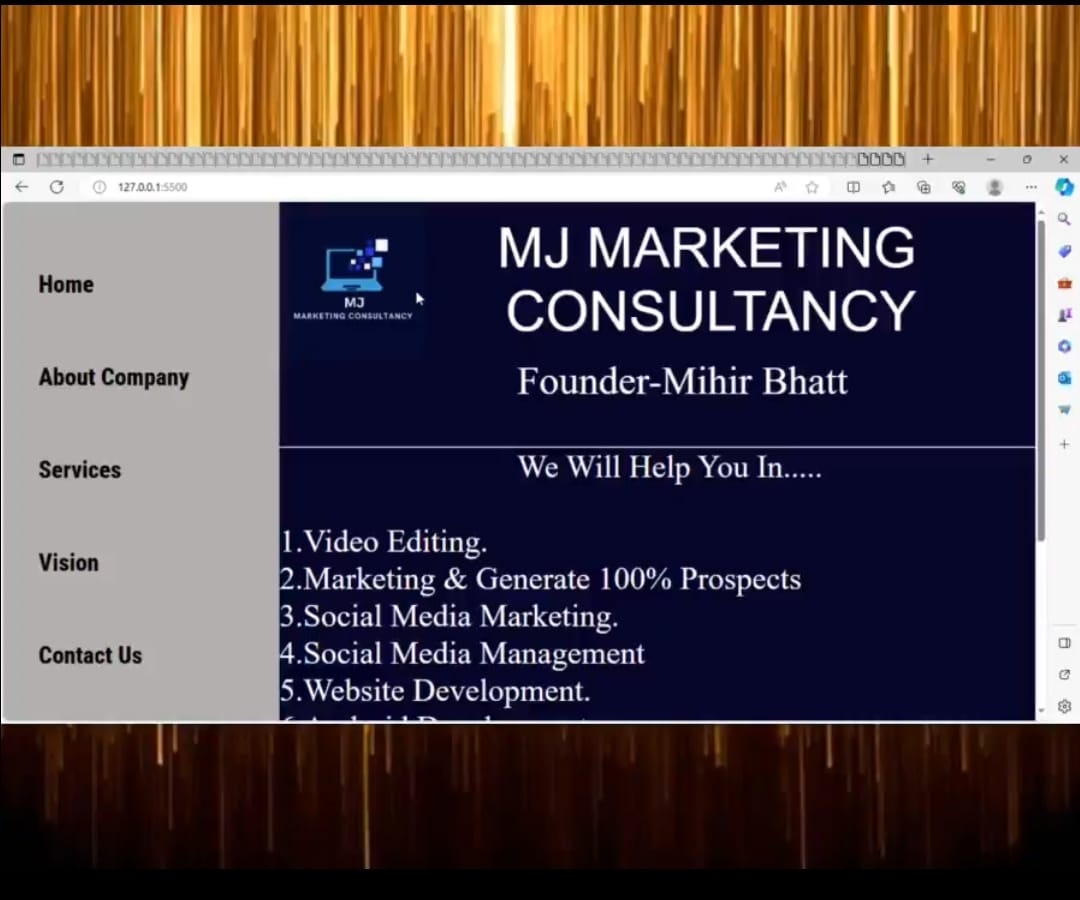 127.0.0.1:5500
Home
About Company
Services
Vision
Contact Us
MJ
MARKETING CONSULTANCY
MJ MARKETING
CONSULTANCY
Founder-Mihir Bhatt
We Will Help You In.....
1.Video Editing.
2.Marketing & Generate 100% Prospects
3.Social Media Marketing.
4.Social Media Management
5.Website Development.